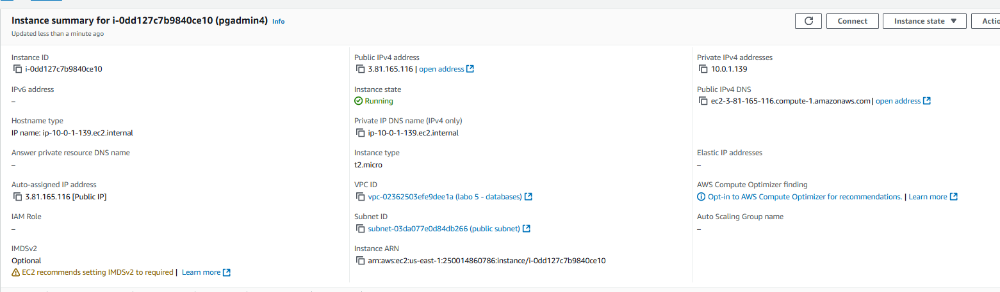 Instance summary for i-0dd127c7b9840ce10 (pgadmin4) Info
Updated less than a minute ago
Connect
Instance state
Actio
Instance ID
i-0dd127c7b9840ce10
Public IPv4 address
3.81.165.116 | open address
Private IPv4 addresses
10.0.1.139
IPv6 address
–
Instance state
Running
Public IPv4 DNS
ec2-3-81-165-116.compute-1.amazonaws.com | open address
Hostname type
IP name: ip-10-0-1-139.ec2.internal
Private IP DNS name (IPv4 only)
ip-10-0-1-139.ec2.internal
Answer private resource DNS name
–
Instance type
t2.micro
Elastic IP addresses
–
Auto-assigned IP address
3.81.165.116 [Public IP]
VPC ID
vpc-02362503efe9dee1a (labo 5 - databases)
AWS Compute Optimizer finding
Opt-in to AWS Compute Optimizer for recommendations. | Learn more
IAM Role
–
Subnet ID
subnet-03da077e0d84db266 (public subnet)
Auto Scaling Group name
–
IMDSv2
Optional
EC2 recommends setting IMDSv2 to required | Learn more
Instance ARN
arn:aws:ec2:us-east-1:250014860786:instance/i-0dd127c7b9840ce10